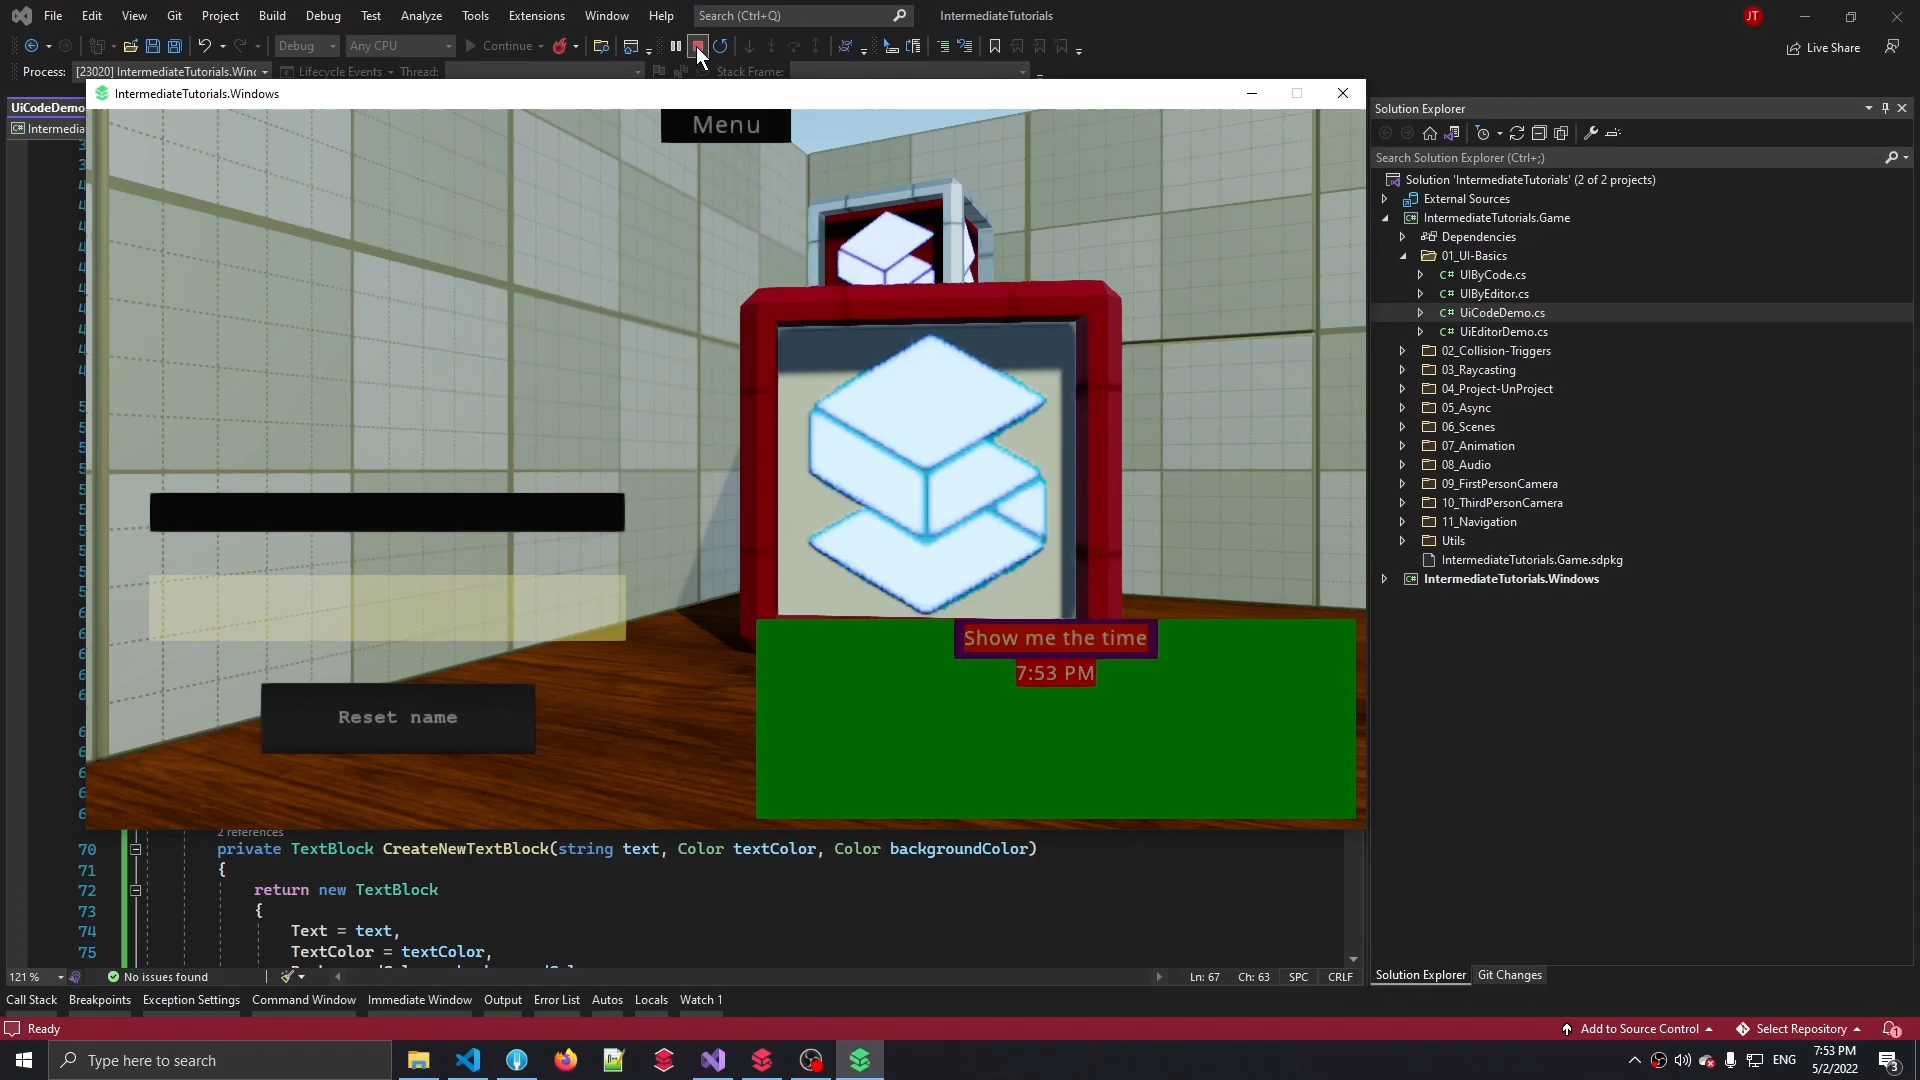 File Edit View Git Project Build Debug Test Analyze Tools Extensions Window Help Search (Ctrl+Q) IntermediateTutorials JT
Debug Any CPU Continue Live Share
Process: [23020] IntermediateTutorials.Winc Lifecycle Events Thread: Stack Frame:
IntermediateTutorials.Windows
UiCodeDemo
Intermedia
Menu
Show me the time
7:53 PM
Reset name
2 references
70 private TextBlock CreateNewTextBlock(string text, Color textColor, Color backgroundColor)
71 {
72 return new TextBlock
73 {
74 Text = text,
75 TextColor = textColor,
121 % No issues found Ln: 67 Ch: 63 SPC CRLF
Solution Explorer
Search Solution Explorer (Ctrl+;)
Solution 'IntermediateTutorials' (2 of 2 projects)
External Sources
C# IntermediateTutorials.Game
Dependencies
01_UI-Basics
C# UIByCode.cs
C# UIByEditor.cs
C# UiCodeDemo.cs
C# UiEditorDemo.cs
02_Collision-Triggers
03_Raycasting
04_Project-UnProject
05_Async
06_Scenes
07_Animation
08_Audio
09_FirstPersonCamera
10_ThirdPersonCamera
11_Navigation
Utils
IntermediateTutorials.Game.sdpkg
C# IntermediateTutorials.Windows
Solution Explorer Git Changes
Call Stack Breakpoints Exception Settings Command Window Immediate Window Output Error List Autos Locals Watch 1
Ready Add to Source Control Select Repository 1
Type here to search ENG 7:53 PM
5/2/2022 3